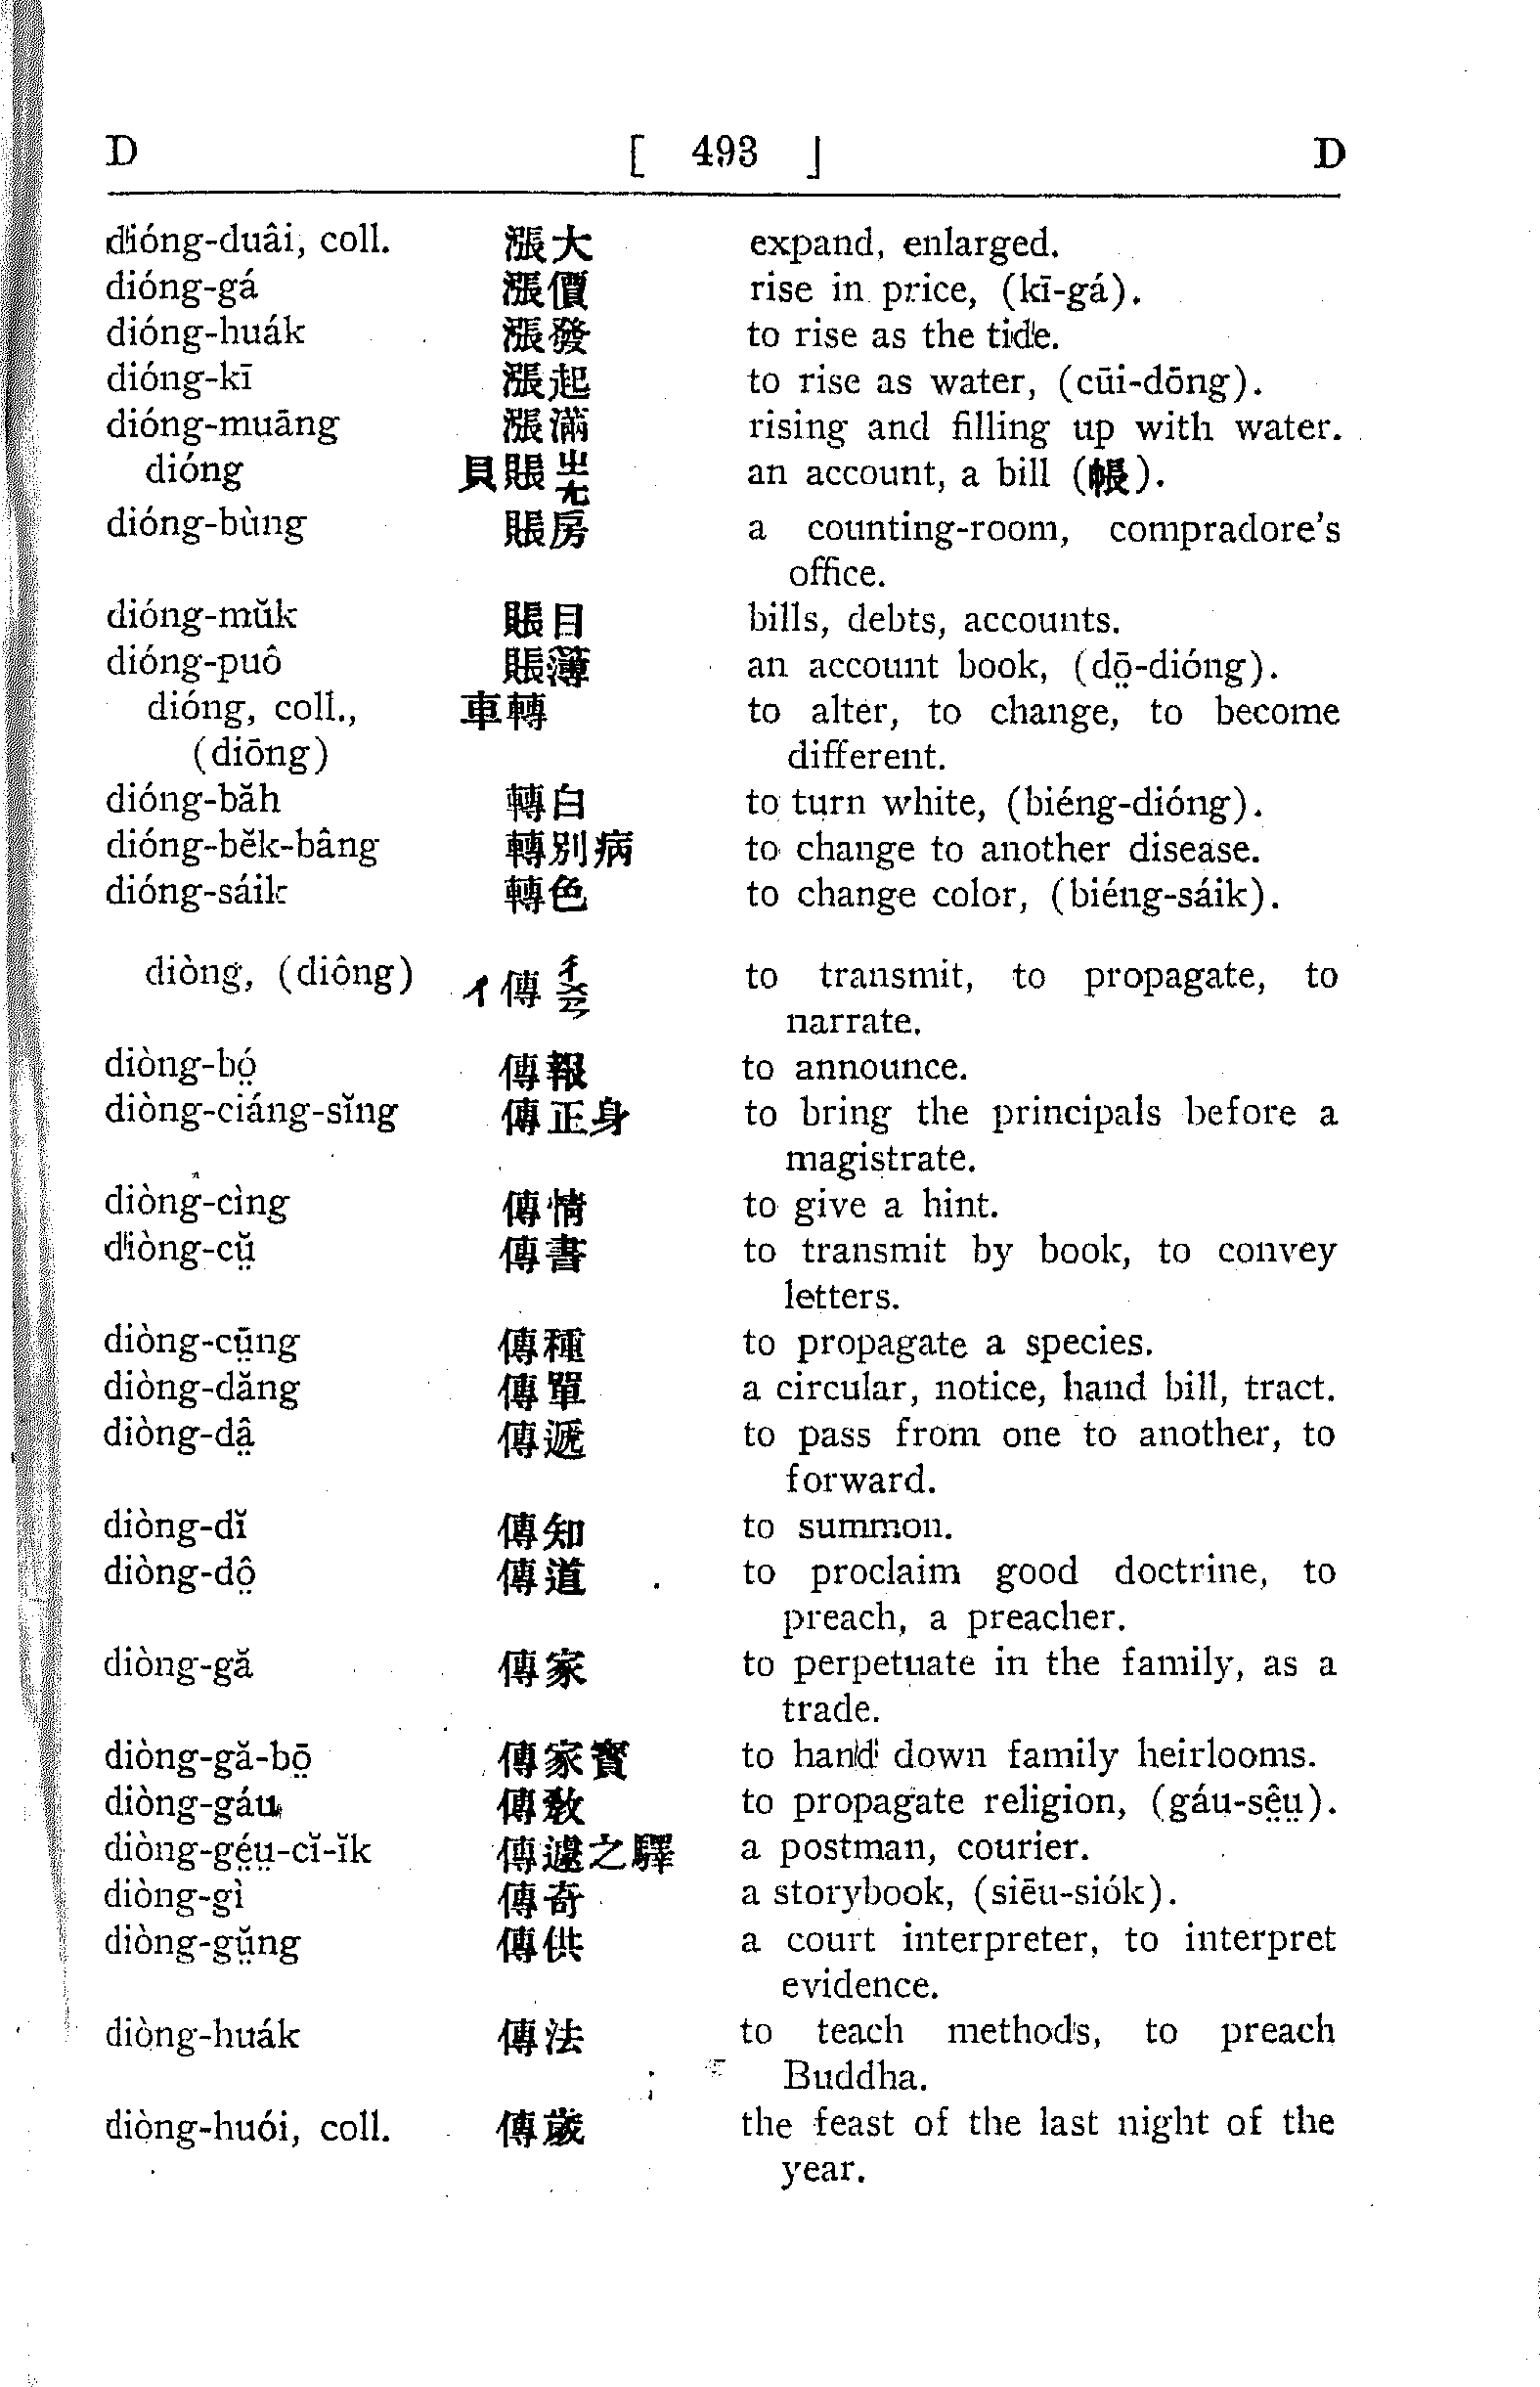 D [ 493 ] D
dióng-duâi, coll. 漲大 expand, enlarged.
dióng-gá 漲價 rise in price, (kī-gá).
dióng-huák 漲發 to rise as the tide.
dióng-kī 漲起 to rise as water, (cūi-dōng).
dióng-muāng 漲滿 rising and filling up with water.
dióng 貝賬 an account, a bill (帳).
dióng-bùng 賬房 a counting-room, compradore's
office.
dióng-mŭk 賬目 bills, debts, accounts.
dióng-puô 賬簿 an account book, (dō̤-dióng).
dióng, coll., 車轉 to alter, to change, to become
(diōng) different.
dióng-băh 轉白 to turn white, (biéng-dióng).
dióng-bĕk-bâng 轉別病 to change to another disease.
dióng-sáik 轉色 to change color, (biéng-sáik).
diòng, (diông) 亻傳 to transmit, to propagate, to
narrate.
diòng-bó̤ 傳報 to announce.
diòng-ciáng-sĭng 傳正身 to bring the principals before a
magistrate.
diòng-cìng 傳情 to give a hint.
diòng-cṳ̆ 傳書 to transmit by book, to convey
letters.
diòng-cṳ̄ng 傳種 to propagate a species.
diòng-dăng 傳單 a circular, notice, hand bill, tract.
diòng-dâ̤ 傳遞 to pass from one to another, to
forward.
diòng-dĭ 傳知 to summon.
diòng-dô̤ 傳道 to proclaim good doctrine, to
preach, a preacher.
diòng-gă 傳家 to perpetuate in the family, as a
trade.
diòng-gă-bō̤ 傳家寶 to hand down family heirlooms.
diòng-gáu 傳教 to propagate religion, (gáu-sê̤ṳ).
diòng-gé̤ṳ-cĭ-ĭk 傳遽之驛 a postman, courier.
diòng-gì 傳奇 a storybook, (siēu-siók).
diòng-gṳ̆ng 傳供 a court interpreter, to interpret
evidence.
diòng-huák 傳法 to teach methods, to preach
Buddha.
diòng-huói, coll. 傳歲 the feast of the last night of the
year.